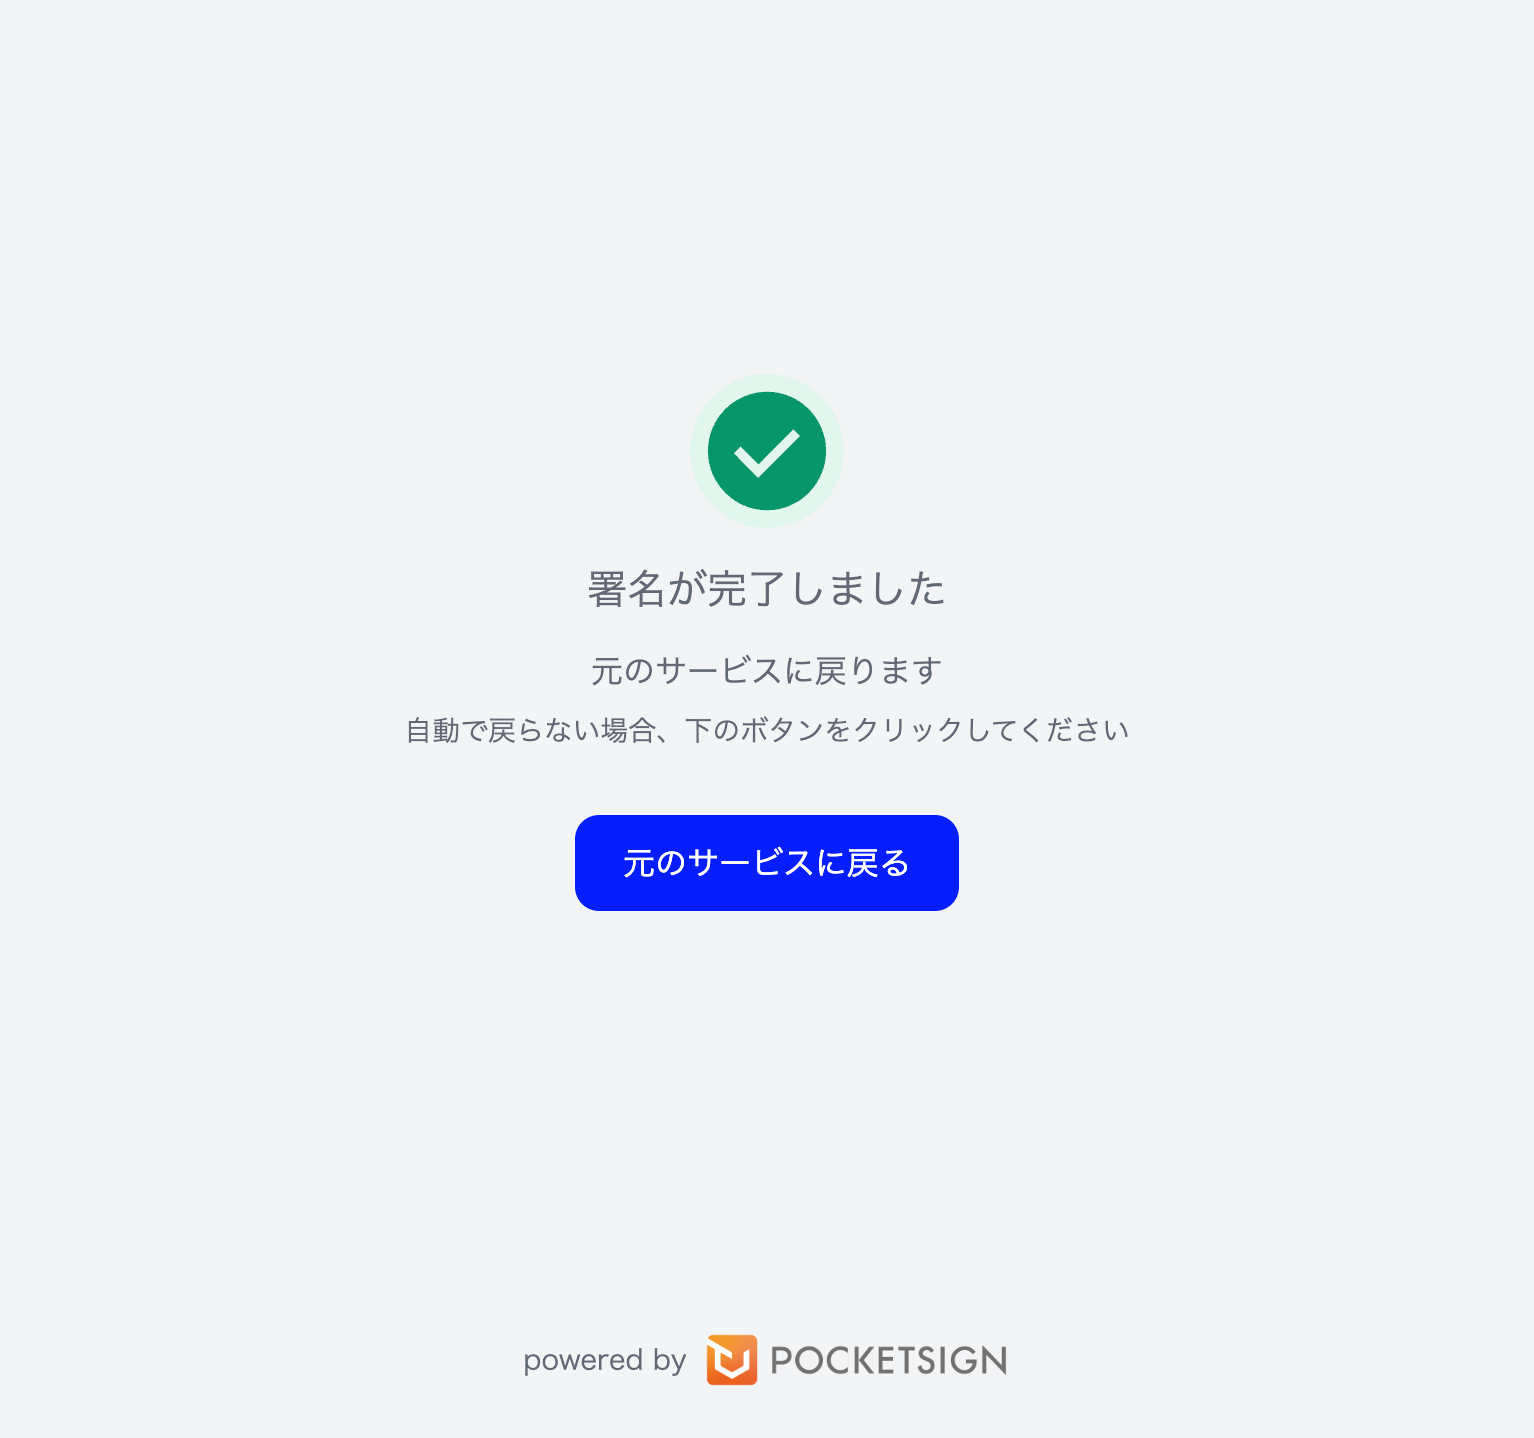 署名が完了しました
元のサービスに戻ります
自動で戻らない場合、下のボタンをクリックしてください
元のサービスに戻る
powered by POCKETSIGN